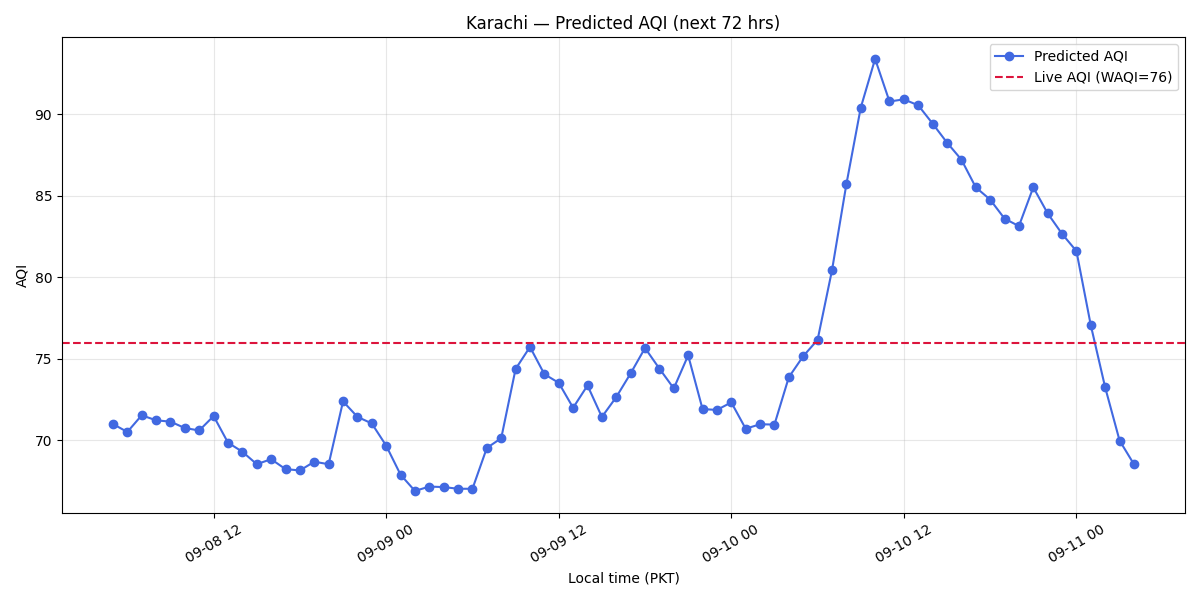 Karachi — Predicted AQI (next 72 hrs)
Predicted AQI
Live AQI (WAQI=76)
AQI
90
85
80
75
70
09-08 12
09-09 00
09-09 12
09-10 00
09-10 12
09-11 00
Local time (PKT)